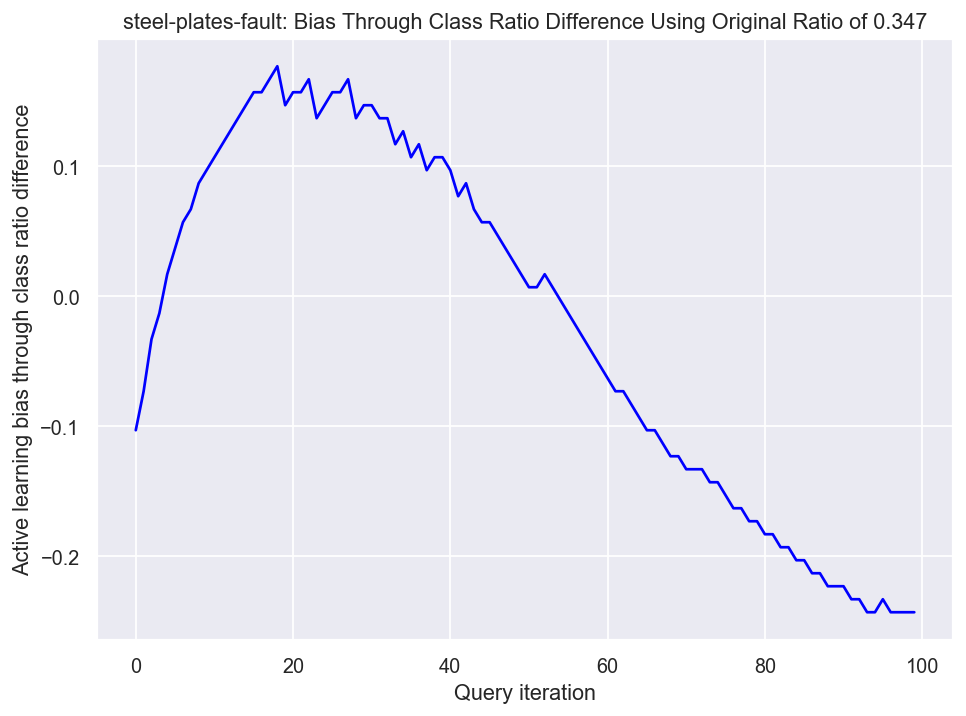 steel-plates-fault: Bias Through Class Ratio Difference Using Original Ratio of 0.347
Active learning bias through class ratio difference
0.1
0.0
−0.1
−0.2
0 20 40 60 80 100
Query iteration